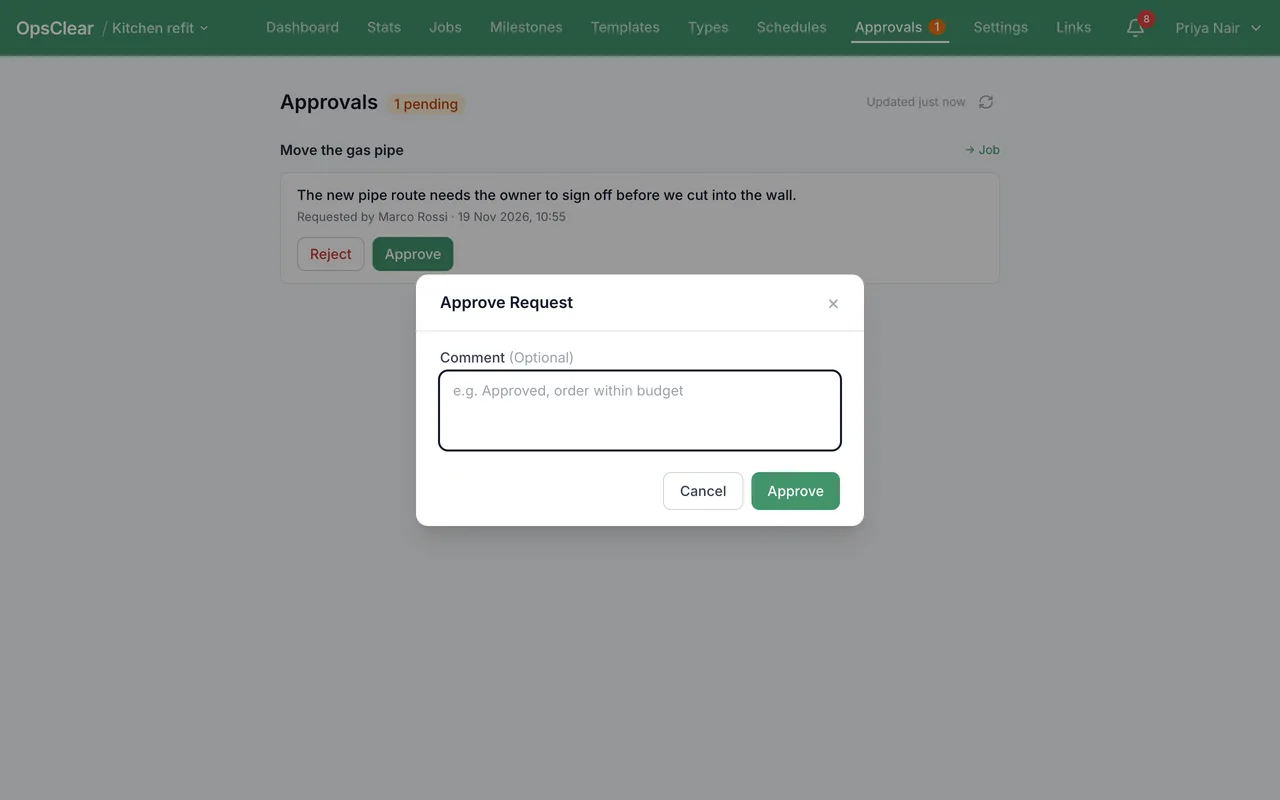 OpsClear / Kitchen refit Dashboard Stats Jobs Milestones Templates Types Schedules Approvals 1 Settings Links 8 Priya Nair
Approvals 1 pending Updated just now
Move the gas pipe → Job
The new pipe route needs the owner to sign off before we cut into the wall.
Requested by Marco Rossi · 19 Nov 2026, 10:55
Reject Approve
Approve Request ×
Comment (Optional)
e.g. Approved, order within budget
Cancel Approve